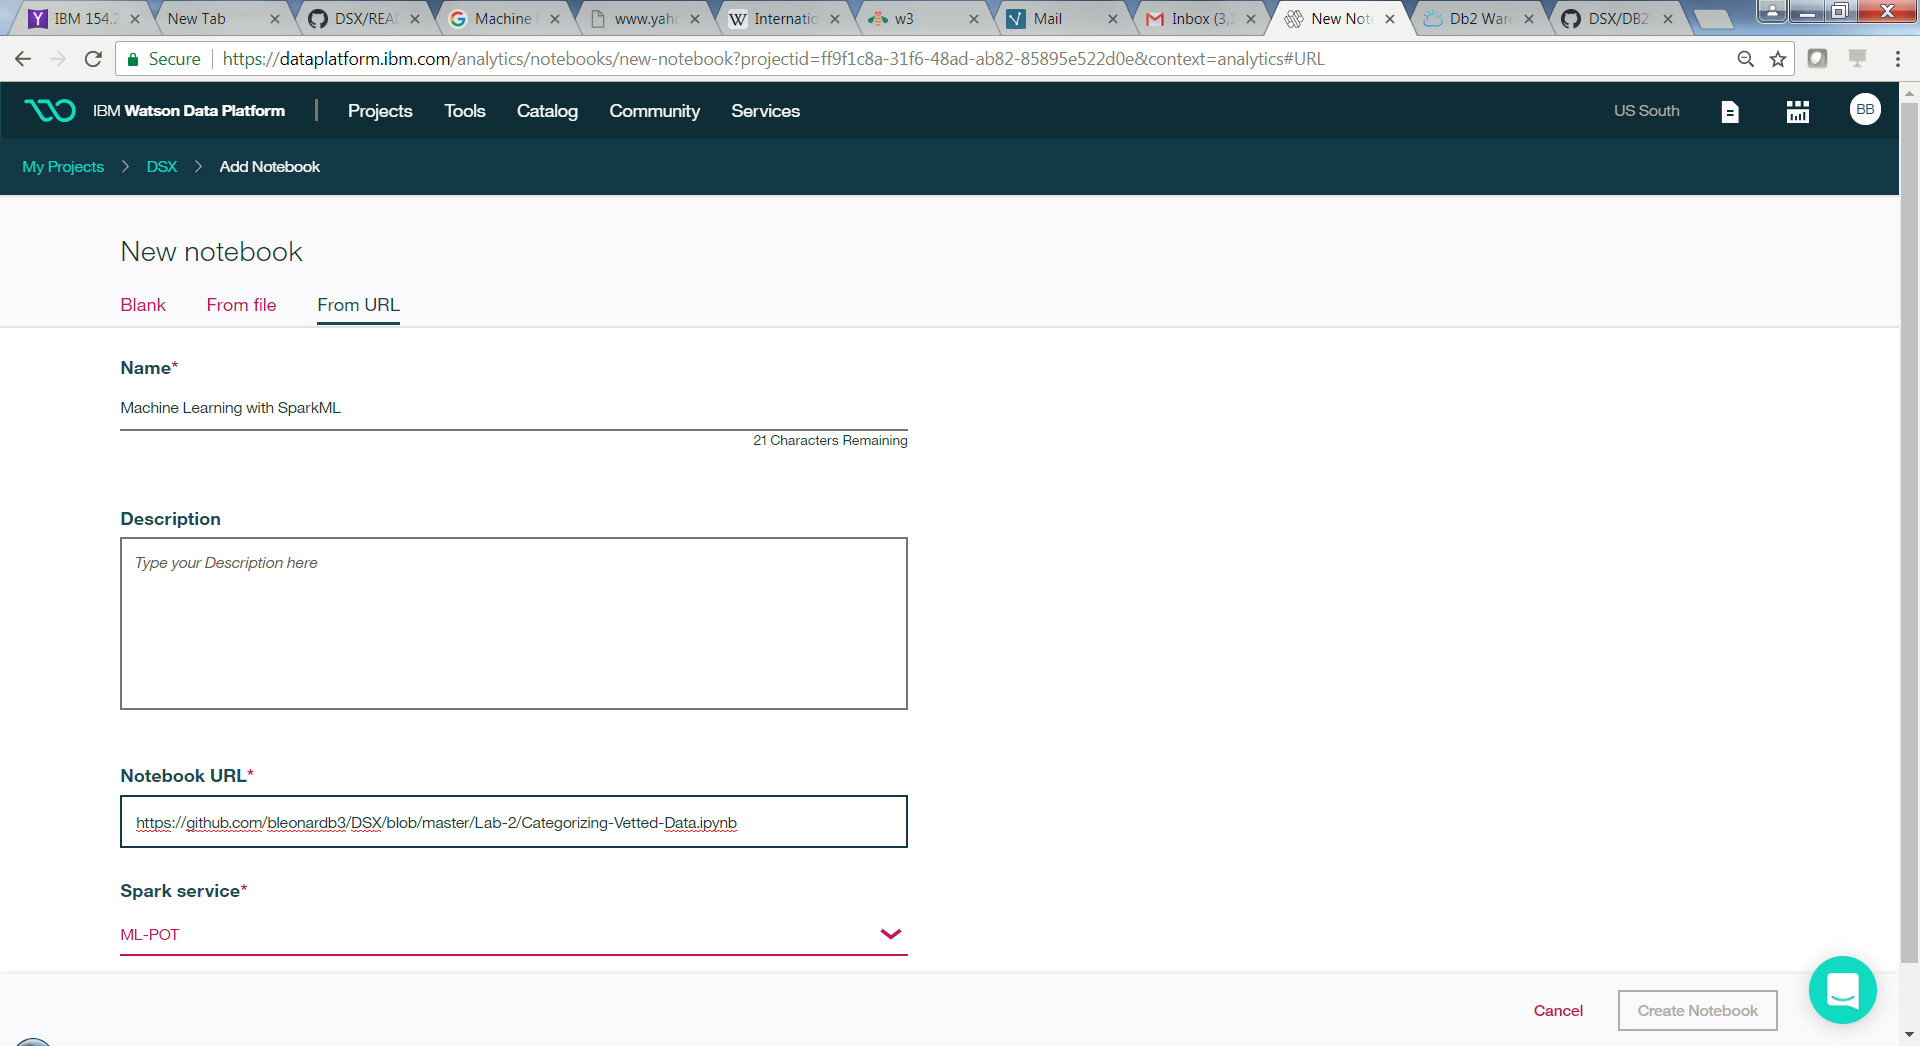 IBM 154.2
New Tab
DSX/REA
Machine
www.yah
Internatio
w3
Mail
Inbox (3,1
New Note
Db2 Ware
DSX/DB2
Secure https://dataplatform.ibm.com/analytics/notebooks/new-notebook?projectid=ff9f1c8a-31f6-48ad-ab82-85895e522d0e&context=analytics#URL
IBM Watson Data Platform | Projects Tools Catalog Community Services US South BB
My Projects > DSX > Add Notebook
New notebook
Blank From file From URL
Name*
Machine Learning with SparkML
21 Characters Remaining
Description
Type your Description here
Notebook URL*
https://github.com/bleonardb3/DSX/blob/master/Lab-2/Categorizing-Vetted-Data.ipynb
Spark service*
ML-POT
Cancel Create Notebook